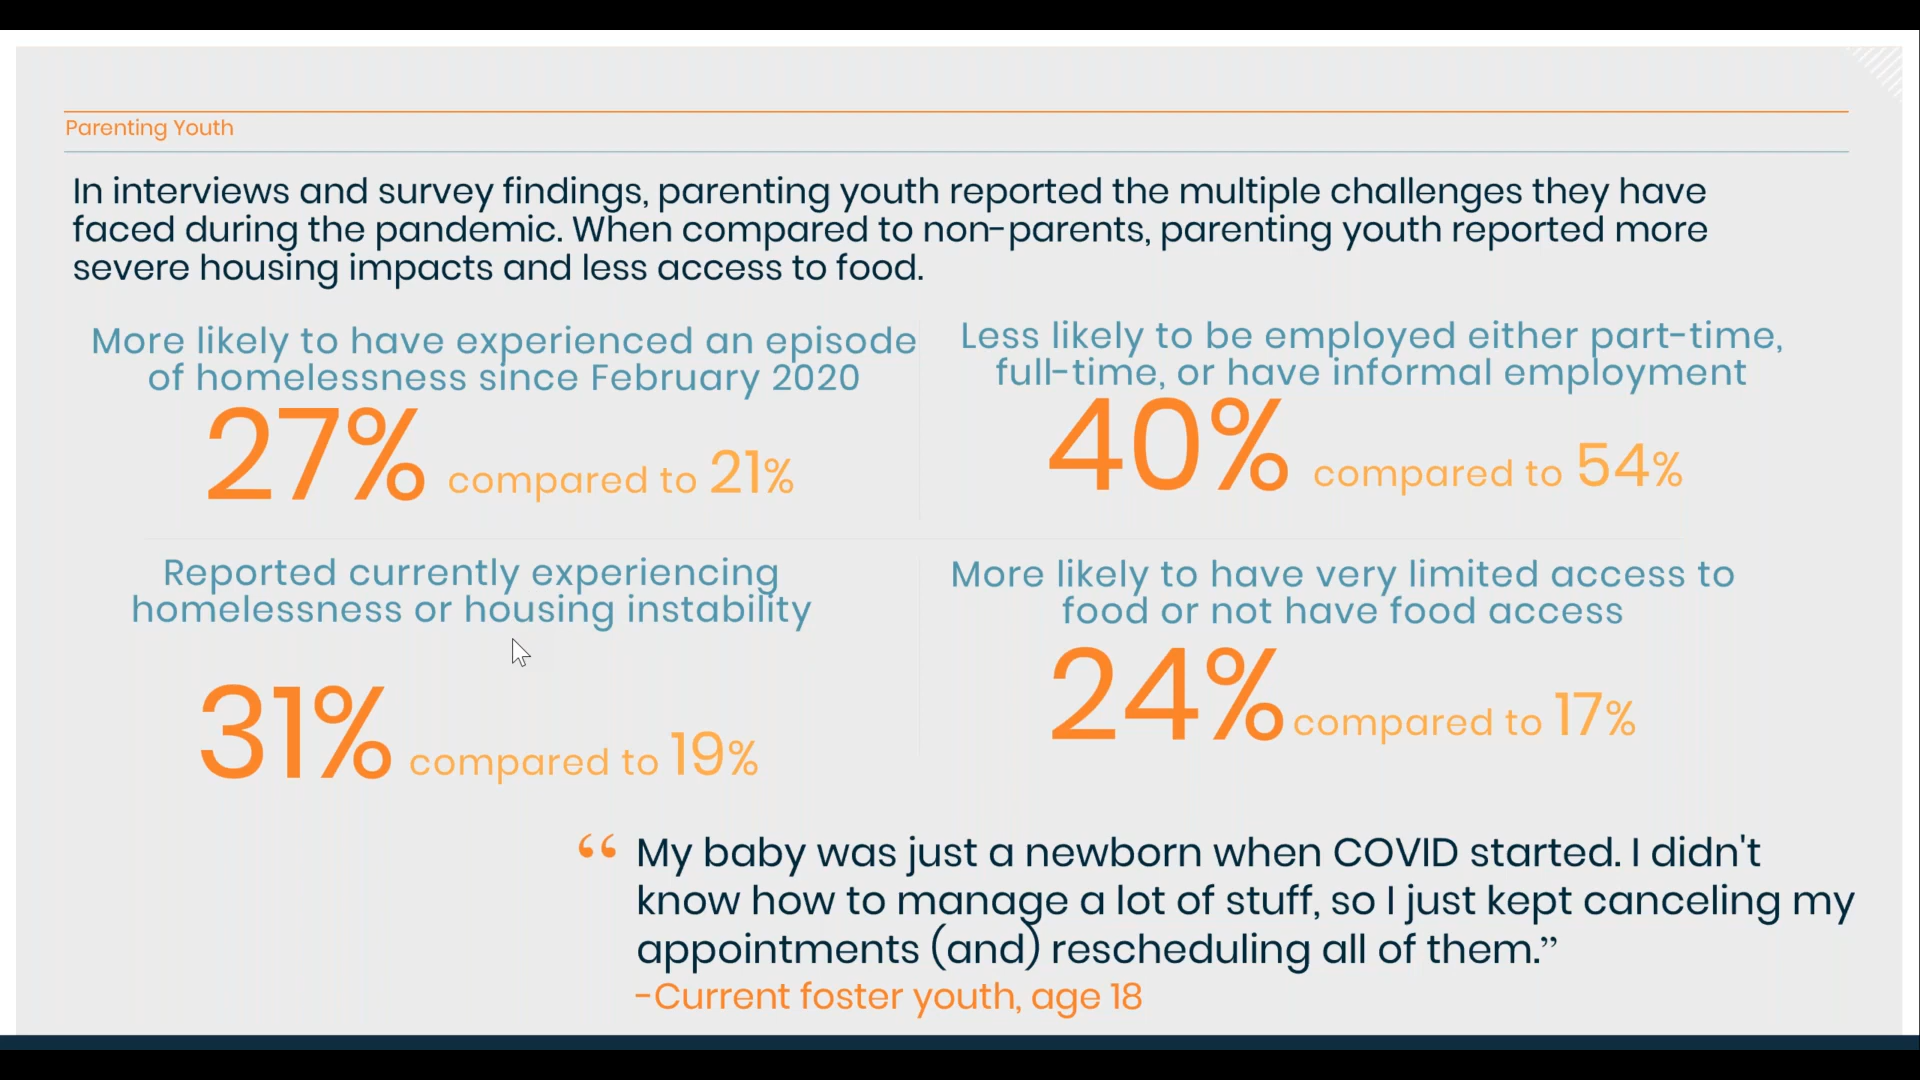 Parenting Youth
In interviews and survey findings, parenting youth reported the multiple challenges they have
faced during the pandemic. When compared to non-parents, parenting youth reported more
severe housing impacts and less access to food.
More likely to have experienced an episode
of homelessness since February 2020
27% compared to 21%
Less likely to be employed either part-time,
full-time, or have informal employment
40% compared to 54%
Reported currently experiencing
homelessness or housing instability
31% compared to 19%
More likely to have very limited access to
food or not have food access
24% compared to 17%
“ My baby was just a newborn when COVID started. I didn't
know how to manage a lot of stuff, so I just kept canceling my
appointments (and) rescheduling all of them.”
-Current foster youth, age 18